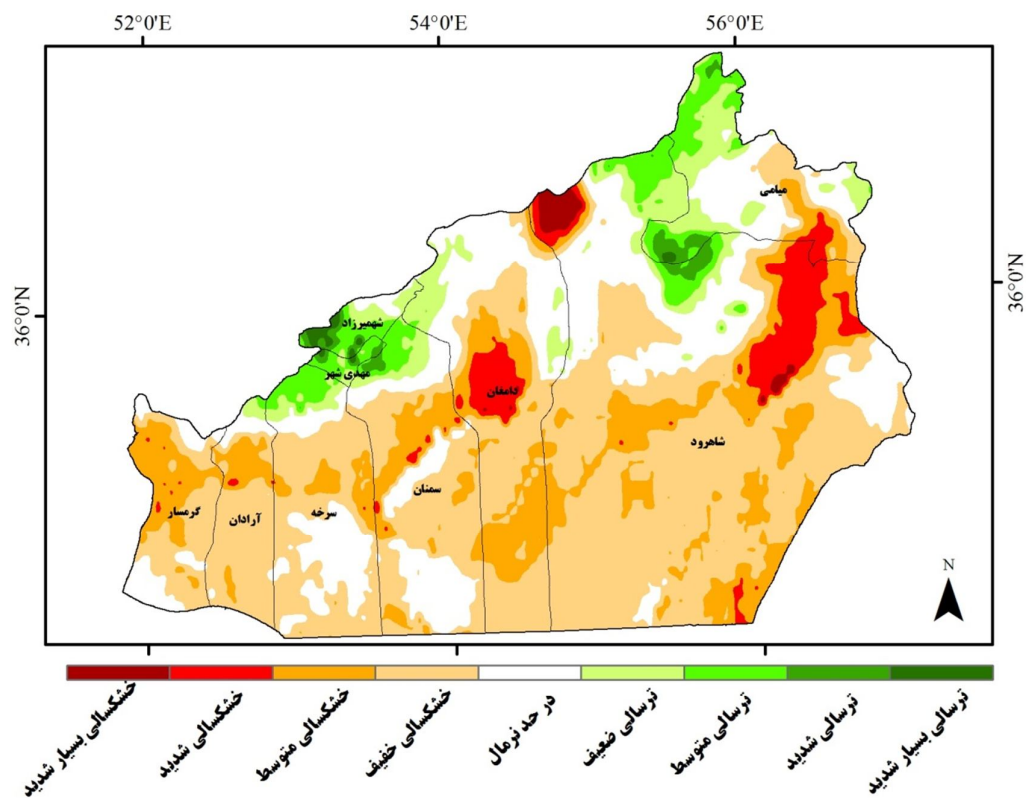 52°0'E
54°0'E
56°0'E
36°0'N
36°0'N
میامی
شهمیرزاد
مهدی شهر
دامغان
شاهرود
سمنان
سرخه
آرادان
گرمسار
N
خشکسالی بسیار شدید
خشکسالی شدید
خشکسالی متوسط
خشکسالی خفیف
در حد نرمال
ترسالی ضعیف
ترسالی متوسط
ترسالی شدید
ترسالی بسیار شدید